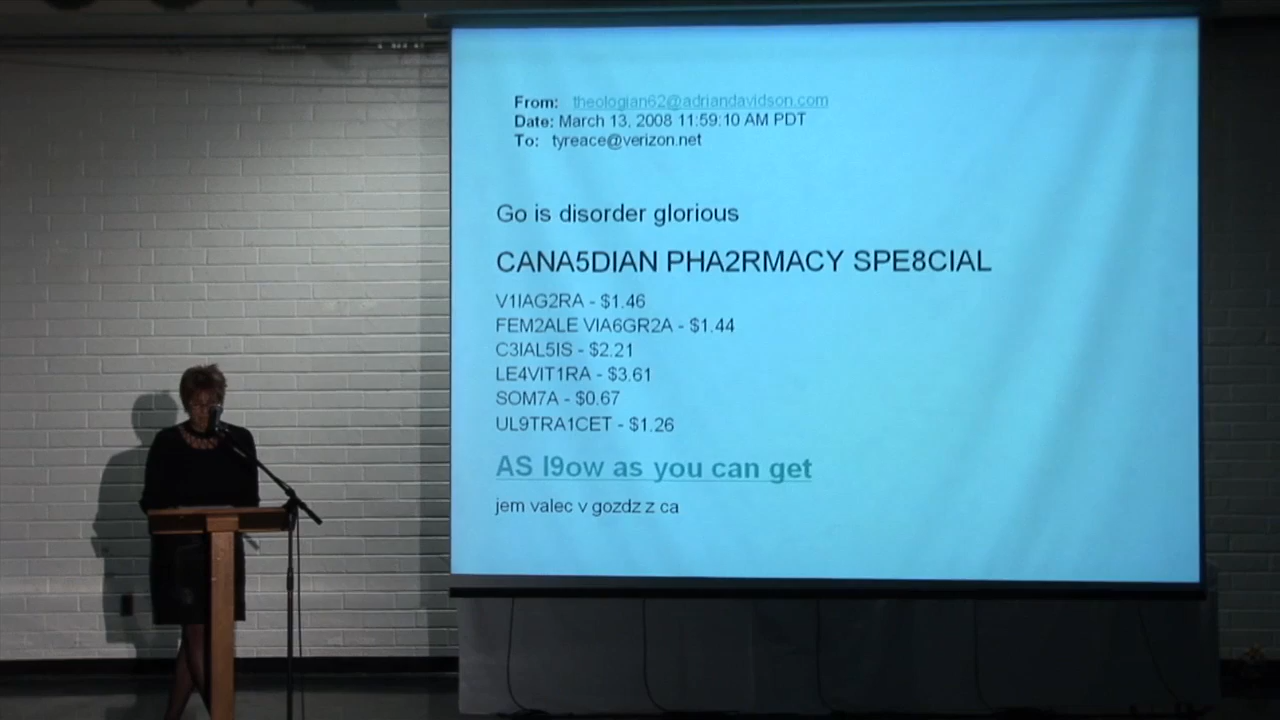 From: theologian62@adriandavidson.com
Date: March 13, 2008 11:59:10 AM PDT
To: tyreace@verizon.net
Go is disorder glorious
CANA5DIAN PHA2RMACY SPE8CIAL
V1IAG2RA - $1.46
FEM2ALE VIA6GR2A - $1.44
C3IAL5IS - $2.21
LE4VIT1RA - $3.61
SOM7A - $0.67
UL9TRA1CET - $1.26
AS l9ow as you can get
jem valec v gozdz z ca